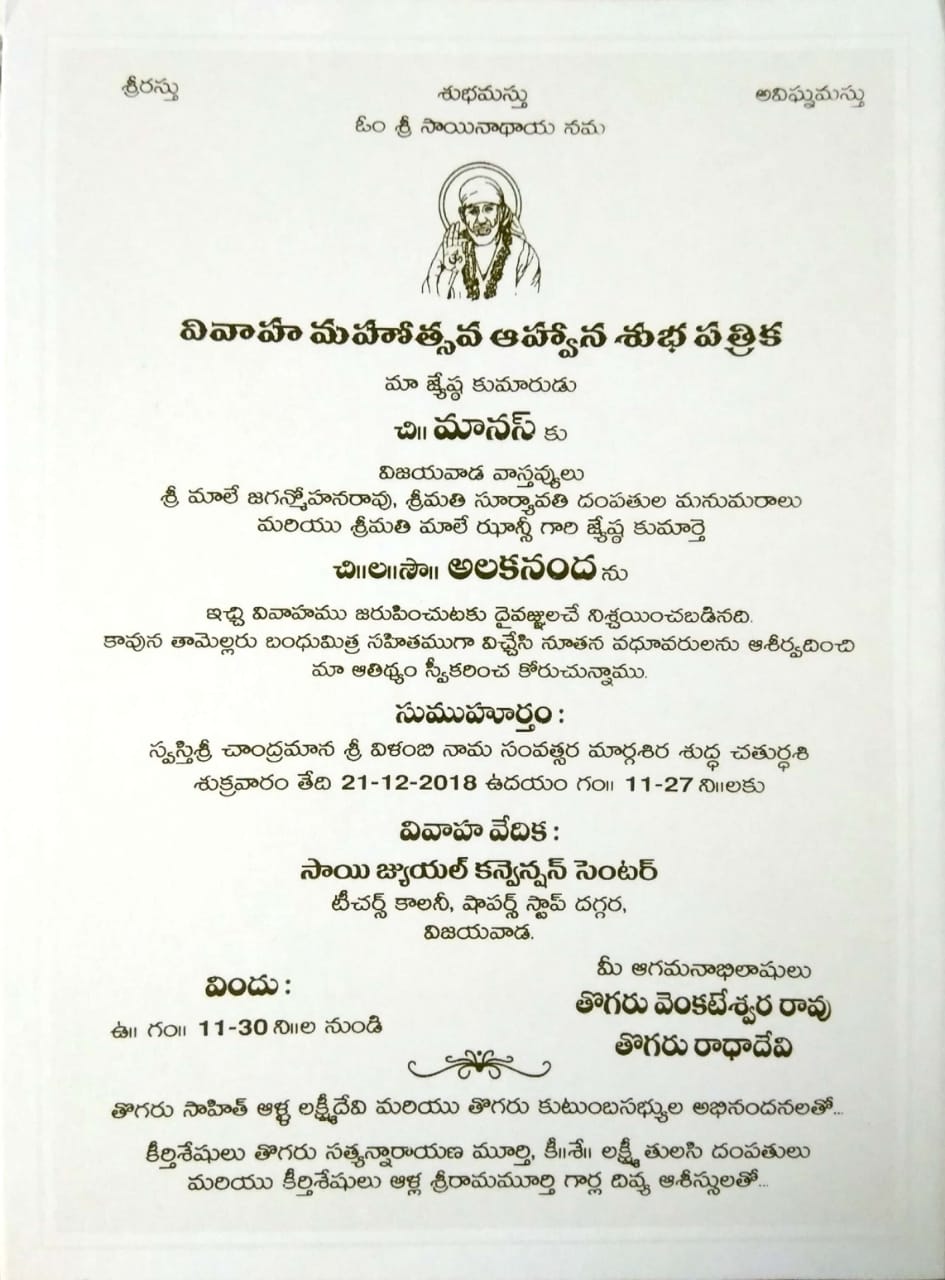 శ్రీరస్తు శుభమస్తు అవిఘ్నమస్తు
ఓం శ్రీ సాయినాథాయ నమ
వివాహ మహోత్సవ ఆహ్వాన శుభ పత్రిక
మా జ్యేష్ఠ కుమారుడు
చి॥ మానస్ కు
విజయవాడ వాస్తవ్యులు
శ్రీ మాలే జగన్మోహనరావు, శ్రీమతి సూర్యావతి దంపతుల మనుమరాలు
మరియు శ్రీమతి మాలే ఝాన్సీ గారి జ్యేష్ఠ కుమార్తె
చి॥ల॥సౌ॥ అలకనంద ను
ఇచ్చి వివాహము జరుపించుటకు దైవజ్ఞులచే నిశ్చయించబడినది.
కావున తామెల్లరు బంధుమిత్ర సహితముగా విచ్చేసి నూతన వధూవరులను ఆశీర్వదించి
మా ఆతిథ్యం స్వీకరించ కోరుచున్నాము.
సుముహూర్తం :
స్వస్తిశ్రీ చాంద్రమాన శ్రీ విళంబి నామ సంవత్సర మార్గశిర శుద్ధ చతుర్ధశి
శుక్రవారం తేది 21-12-2018 ఉదయం గం॥ 11-27 ని॥లకు
వివాహ వేదిక :
సాయి జ్యుయల్ కన్వెన్షన్ సెంటర్
టీచర్స్ కాలనీ, షాపర్స్ స్టాప్ దగ్గర,
విజయవాడ.
విందు :
ఉ॥ గం॥ 11-30 ని॥ల నుండి
మీ ఆగమనాభిలాషులు
తొగరు వెంకటేశ్వర రావు
తొగరు రాధాదేవి
తొగరు సాహిత్ ఆళ్ళ లక్ష్మీదేవి మరియు తొగరు కుటుంబసభ్యుల అభినందనలతో...
కీర్తిశేషులు తొగరు సత్యన్నారాయణ మూర్తి, కీ॥శే॥ లక్ష్మీ తులసి దంపతులు
మరియు కీర్తిశేషులు ఆళ్ల శ్రీరామమూర్తి గార్ల దివ్య ఆశీస్సులతో...